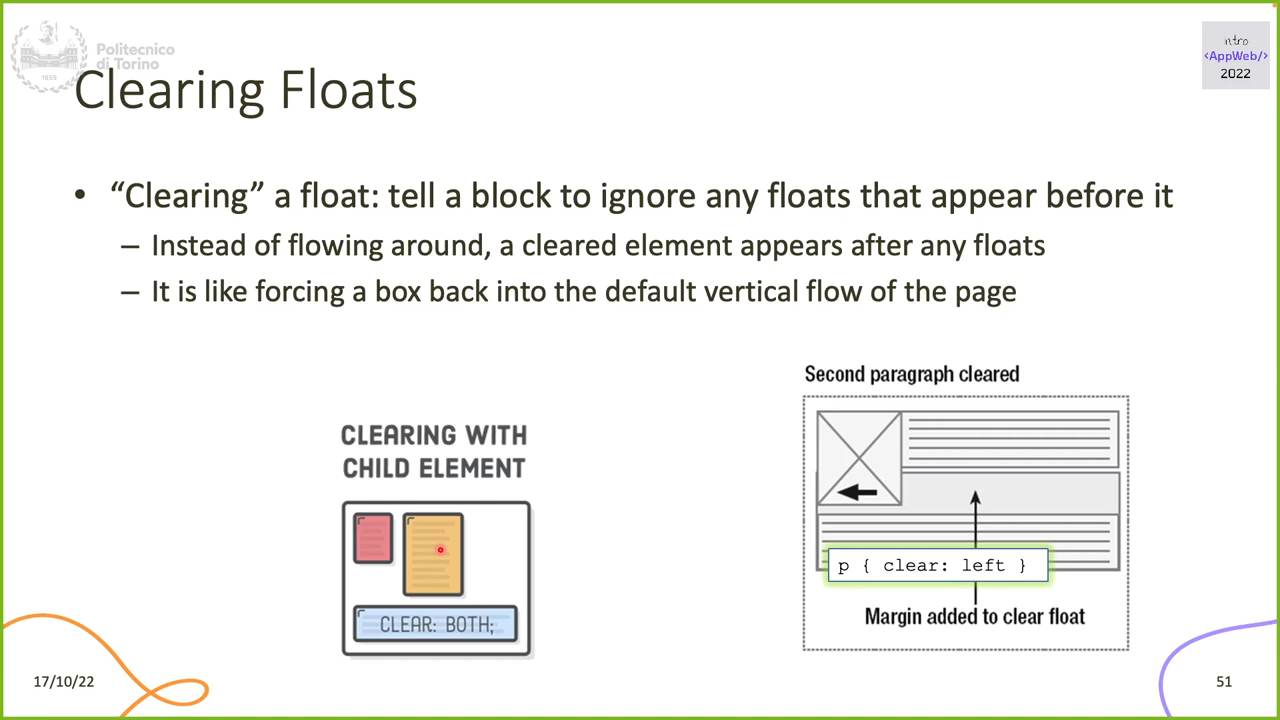 Politecnico
di Torino
1859
intro
<AppWeb/>
2022
Clearing Floats
• “Clearing” a float: tell a block to ignore any floats that appear before it
– Instead of flowing around, a cleared element appears after any floats
– It is like forcing a box back into the default vertical flow of the page
CLEARING WITH
CHILD ELEMENT
CLEAR: BOTH;
Second paragraph cleared
p { clear: left }
Margin added to clear float
17/10/22
51